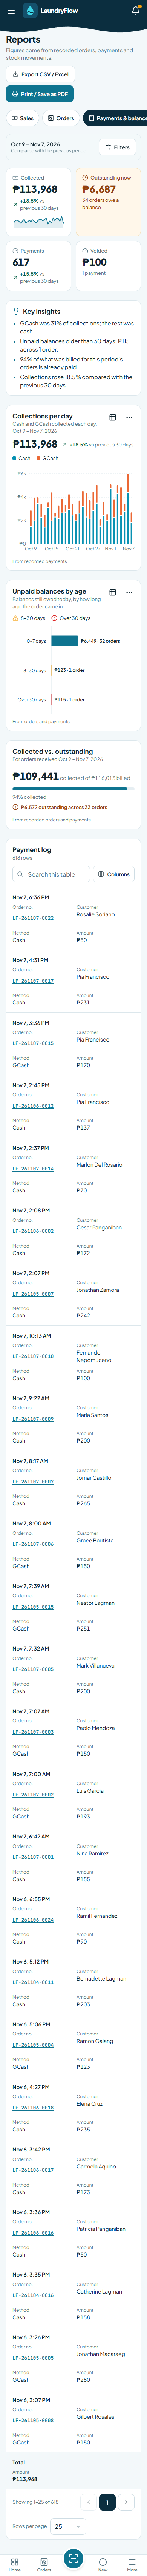 LaundryFlow
Reports
Figures come from recorded orders, payments and stock movements.
Export CSV / Excel
Print / Save as PDF
Sales
Orders
Payments & balance
Oct 9 – Nov 7, 2026
Compared with the previous period
Filters
Collected
₱113,968
+18.5% vs previous 30 days
Outstanding now
₱6,687
34 orders owe a balance
Payments
617
+15.5% vs previous 30 days
Voided
₱100
1 payment
Key insights
GCash was 31% of collections; the rest was cash.
Unpaid balances older than 30 days: ₱115 across 1 order.
94% of what was billed for this period's orders is already paid.
Collections rose 18.5% compared with the previous 30 days.
Collections per day
Cash and GCash collected each day, Oct 9 – Nov 7, 2026
₱113,968
+18.5% vs previous 30 days
Cash
GCash
₱6k
₱4k
₱2k
₱0
Oct 9
Oct 15
Oct 21
Oct 27
Nov 1
Nov 7
From recorded payments
Unpaid balances by age
Balances still owed today, by how long ago the order came in
8–30 days
Over 30 days
0–7 days
₱6,449 · 32 orders
8–30 days
₱123 · 1 order
Over 30 days
₱115 · 1 order
From orders and payments
Collected vs. outstanding
For orders received Oct 9 – Nov 7, 2026
₱109,441 collected of ₱116,013 billed
94% collected
₱6,572 outstanding across 33 orders
From recorded orders and payments
Payment log
618 rows
Search this table
Columns
Nov 7, 6:36 PM
Order no.
Customer
LF-261107-0022
Rosalie Soriano
Method
Amount
Cash
₱50
Nov 7, 4:31 PM
Order no.
Customer
LF-261107-0017
Pia Francisco
Method
Amount
Cash
₱231
Nov 7, 3:36 PM
Order no.
Customer
LF-261107-0015
Pia Francisco
Method
Amount
GCash
₱170
Nov 7, 2:45 PM
Order no.
Customer
LF-261106-0012
Pia Francisco
Method
Amount
Cash
₱137
Nov 7, 2:37 PM
Order no.
Customer
LF-261107-0014
Marlon Del Rosario
Method
Amount
Cash
₱70
Nov 7, 2:08 PM
Order no.
Customer
LF-261106-0002
Cesar Panganiban
Method
Amount
Cash
₱172
Nov 7, 2:07 PM
Order no.
Customer
LF-261105-0007
Jonathan Zamora
Method
Amount
Cash
₱242
Nov 7, 10:13 AM
Order no.
Customer
LF-261107-0010
Fernando Nepomuceno
Method
Amount
Cash
₱100
Nov 7, 9:22 AM
Order no.
Customer
LF-261107-0009
Maria Santos
Method
Amount
Cash
₱200
Nov 7, 8:17 AM
Order no.
Customer
LF-261107-0007
Jomar Castillo
Method
Amount
Cash
₱265
Nov 7, 8:00 AM
Order no.
Customer
LF-261107-0006
Grace Bautista
Method
Amount
GCash
₱150
Nov 7, 7:39 AM
Order no.
Customer
LF-261105-0015
Nestor Lagman
Method
Amount
GCash
₱251
Nov 7, 7:32 AM
Order no.
Customer
LF-261107-0005
Mark Villanueva
Method
Amount
Cash
₱200
Nov 7, 7:07 AM
Order no.
Customer
LF-261107-0003
Paolo Mendoza
Method
Amount
GCash
₱150
Nov 7, 7:00 AM
Order no.
Customer
LF-261107-0002
Luis Garcia
Method
Amount
GCash
₱193
Nov 7, 6:42 AM
Order no.
Customer
LF-261107-0001
Nina Ramirez
Method
Amount
Cash
₱155
Nov 6, 6:55 PM
Order no.
Customer
LF-261106-0024
Ramil Fernandez
Method
Amount
Cash
₱90
Nov 6, 5:12 PM
Order no.
Customer
LF-261104-0011
Bernadette Lagman
Method
Amount
Cash
₱203
Nov 6, 5:06 PM
Order no.
Customer
LF-261105-0004
Ramon Galang
Method
Amount
GCash
₱123
Nov 6, 4:27 PM
Order no.
Customer
LF-261106-0018
Elena Cruz
Method
Amount
Cash
₱235
Nov 6, 3:42 PM
Order no.
Customer
LF-261106-0017
Carmela Aquino
Method
Amount
Cash
₱173
Nov 6, 3:36 PM
Order no.
Customer
LF-261106-0016
Patricia Panganiban
Method
Amount
Cash
₱50
Nov 6, 3:35 PM
Order no.
Customer
LF-261104-0016
Catherine Lagman
Method
Amount
Cash
₱158
Nov 6, 3:26 PM
Order no.
Customer
LF-261105-0005
Jonathan Macaraeg
Method
Amount
GCash
₱280
Nov 6, 3:07 PM
Order no.
Customer
LF-261105-0008
Gilbert Rosales
Method
Amount
GCash
₱150
Total
Amount
₱113,968
Showing 1–25 of 618
1
Rows per page
25
Home
Orders
New
More